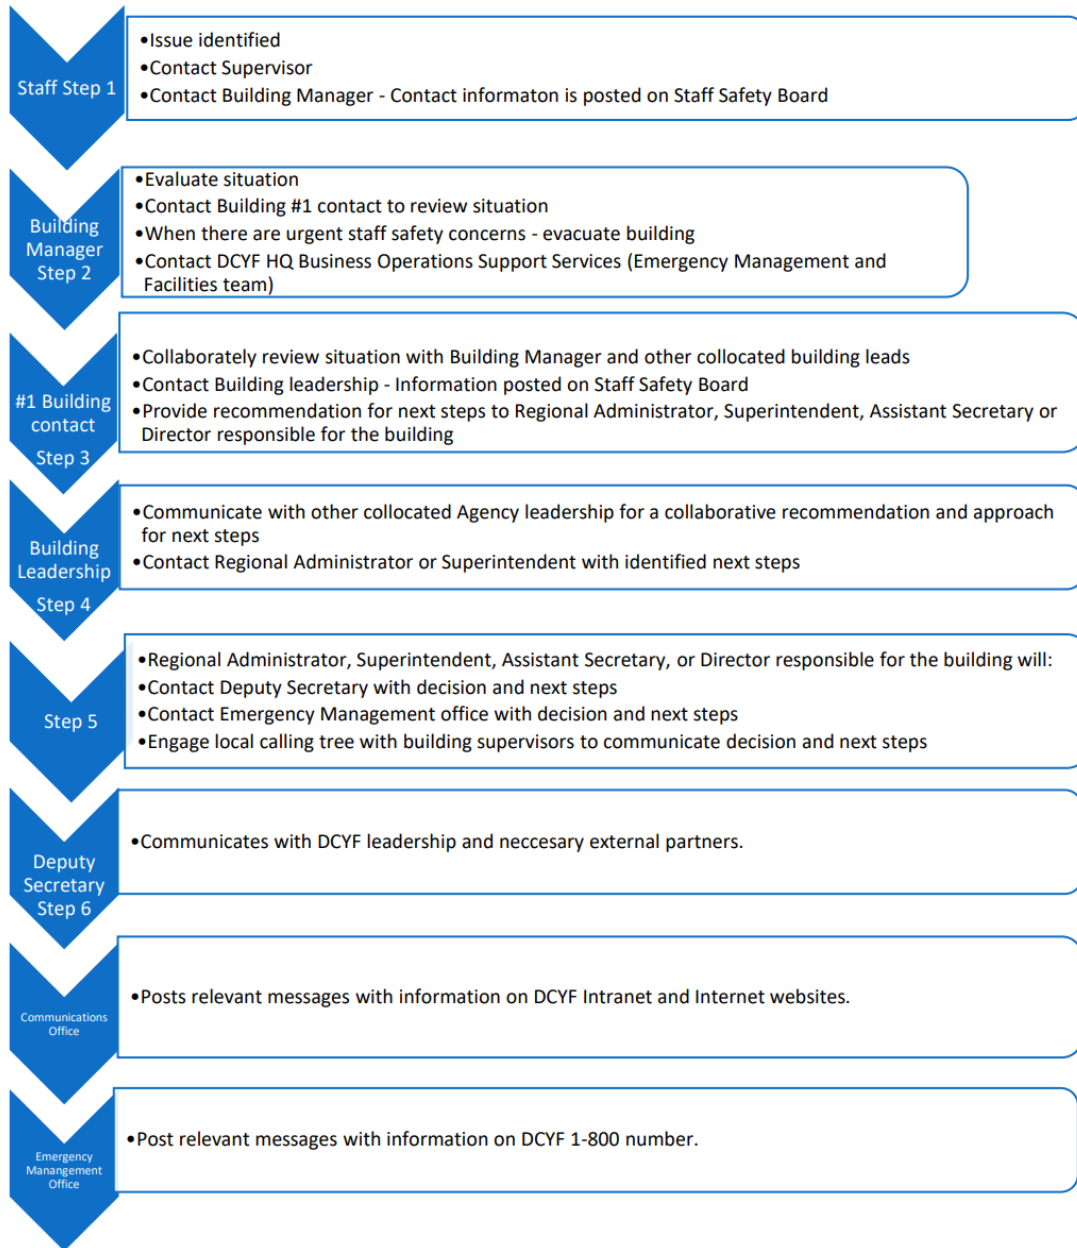 Staff Step 1
•Issue identified
•Contact Supervisor
•Contact Building Manager - Contact informaton is posted on Staff Safety Board
Building
Manager
Step 2
•Evaluate situation
•Contact Building #1 contact to review situation
•When there are urgent staff safety concerns - evacuate building
•Contact DCYF HQ Business Operations Support Services (Emergency Management and
Facilities team)
#1 Building
contact
Step 3
•Collaborately review situation with Building Manager and other collocated building leads
•Contact Building leadership - Information posted on Staff Safety Board
•Provide recommendation for next steps to Regional Administrator, Superintendent, Assistant Secretary or
Director responsible for the building
Building
Leadership
Step 4
•Communicate with other collocated Agency leadership for a collaborative recommendation and approach
for next steps
•Contact Regional Administrator or Superintendent with identified next steps
Step 5
•Regional Administrator, Superintendent, Assistant Secretary, or Director responsible for the building will:
•Contact Deputy Secretary with decision and next steps
•Contact Emergency Management office with decision and next steps
•Engage local calling tree with building supervisors to communicate decision and next steps
Deputy
Secretary
Step 6
•Communicates with DCYF leadership and neccesary external partners.
Communications
Office
•Posts relevant messages with information on DCYF Intranet and Internet websites.
Emergency
Manangement
Office
•Post relevant messages with information on DCYF 1-800 number.